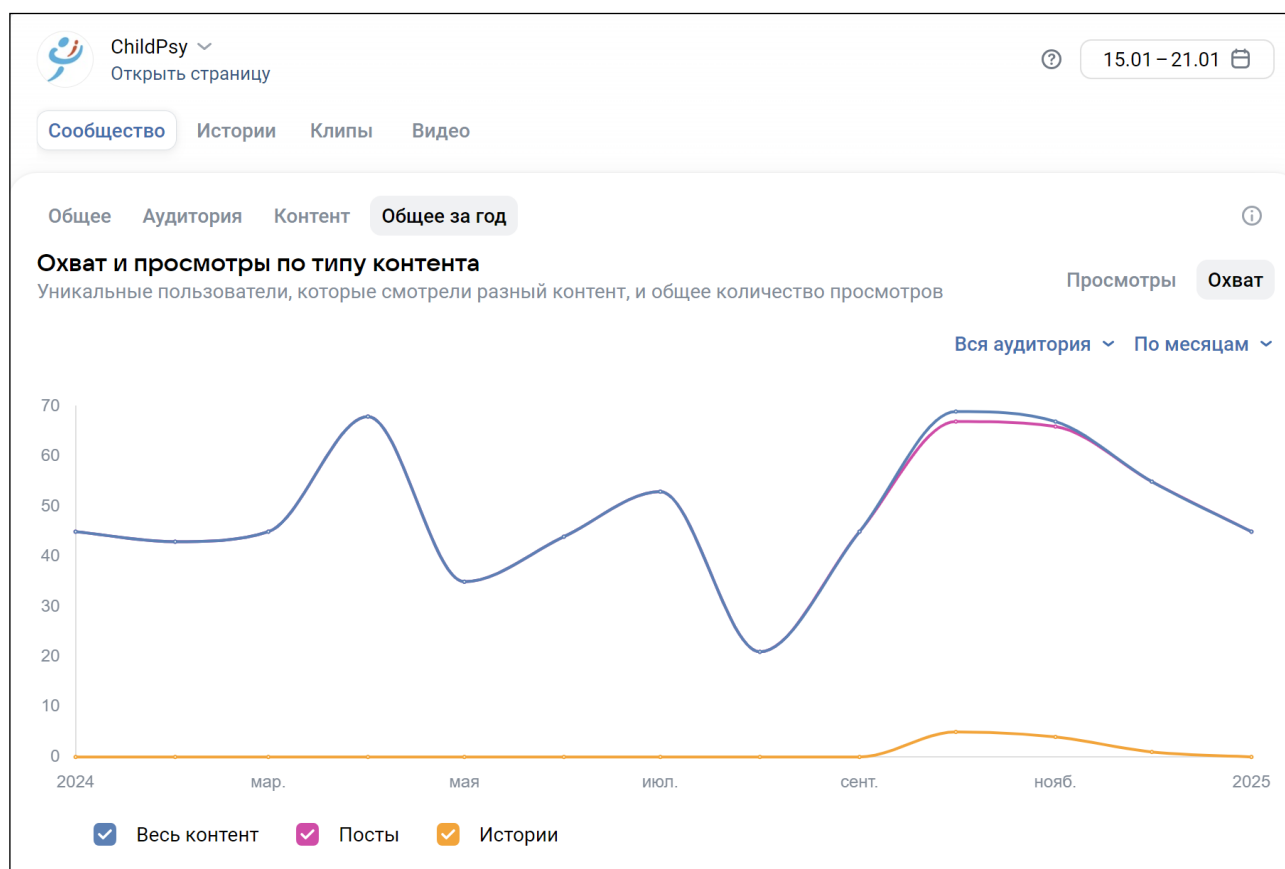 ChildPsy
Открыть страницу
15.01 – 21.01
Сообщество Истории Клипы Видео
Общее Аудитория Контент Общее за год
Охват и просмотры по типу контента
Уникальные пользователи, которые смотрели разный контент, и общее количество просмотров
Просмотры Охват
Вся аудитория По месяцам
70
60
50
40
30
20
10
0
2024 мар. мая июл. сент. нояб. 2025
Весь контент Посты Истории